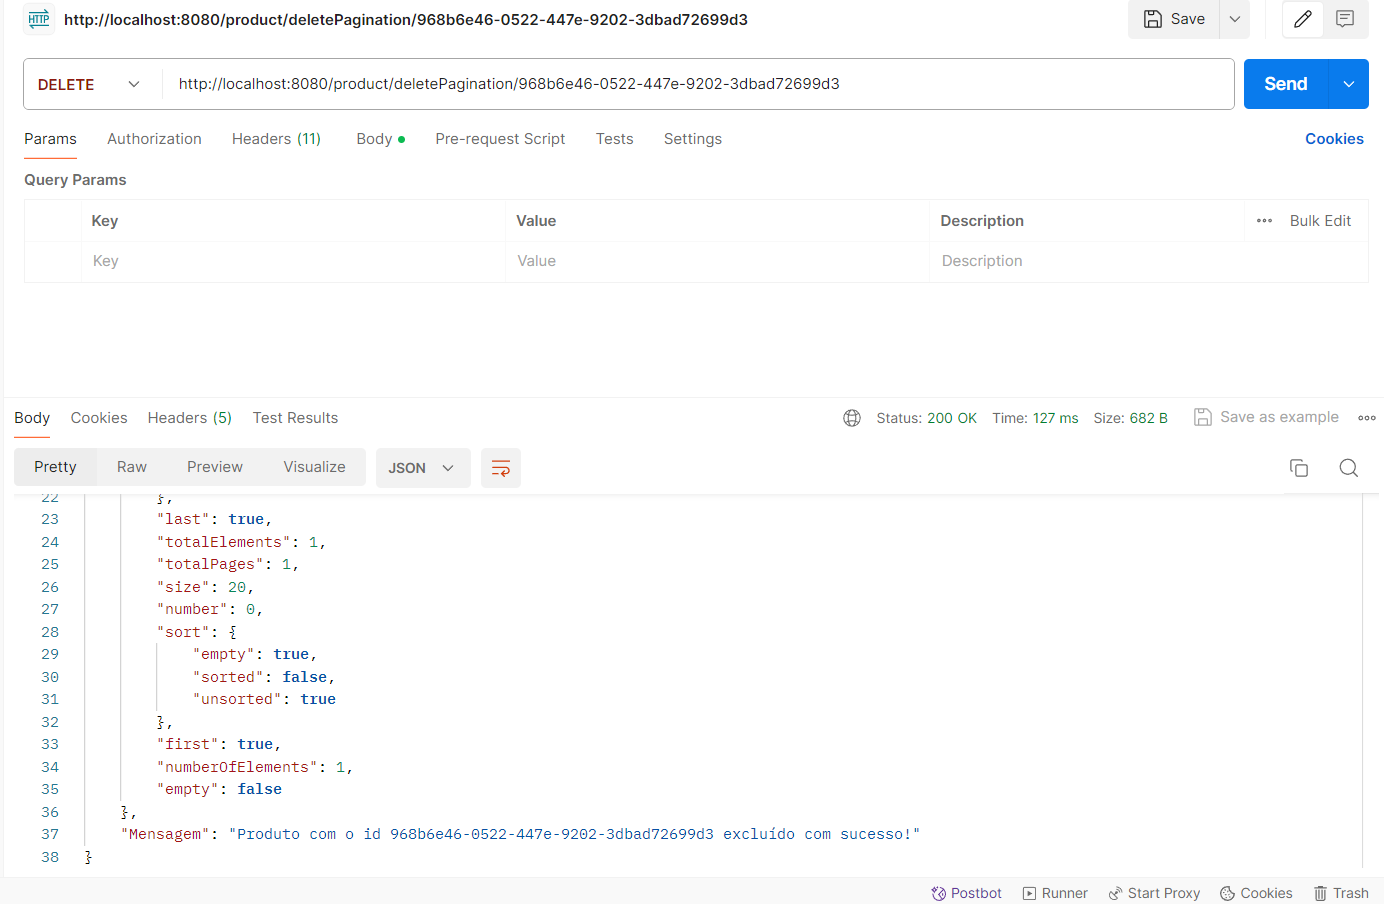 HTTP http://localhost:8080/product/deletePagination/968b6e46-0522-447e-9202-3dbad72699d3 Save
DELETE http://localhost:8080/product/deletePagination/968b6e46-0522-447e-9202-3dbad72699d3 Send
Params Authorization Headers (11) Body Pre-request Script Tests Settings Cookies
Query Params
Key Value Description Bulk Edit
Key Value Description
Body Cookies Headers (5) Test Results Status: 200 OK Time: 127 ms Size: 682 B Save as example
Pretty Raw Preview Visualize JSON
22 },
23 "last": true,
24 "totalElements": 1,
25 "totalPages": 1,
26 "size": 20,
27 "number": 0,
28 "sort": {
29 "empty": true,
30 "sorted": false,
31 "unsorted": true
32 },
33 "first": true,
34 "numberOfElements": 1,
35 "empty": false
36 },
37 "Mensagem": "Produto com o id 968b6e46-0522-447e-9202-3dbad72699d3 excluído com sucesso!"
38 }
Postbot Runner Start Proxy Cookies Trash